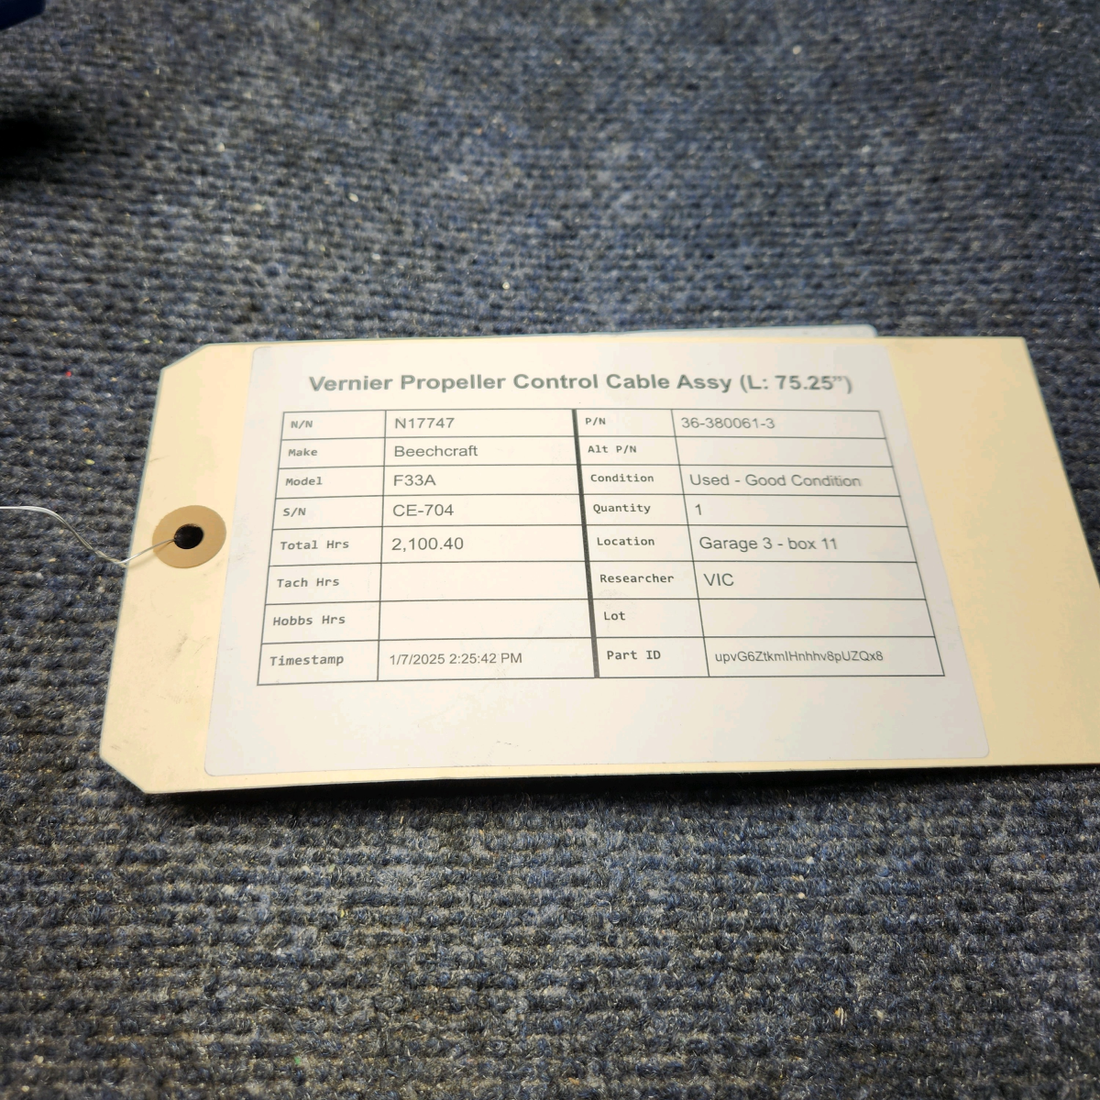 Vernier Propeller Control Cable Assy (L: 75.25")
N/N N17747 P/N 36-380061-3
Make Beechcraft Alt P/N
Model F33A Condition Used - Good Condition
S/N CE-704 Quantity 1
Total Hrs 2,100.40 Location Garage 3 - box 11
Tach Hrs Researcher VIC
Hobbs Hrs Lot
Timestamp 1/7/2025 2:25:42 PM Part ID upvG6ZtkmIHnhhv8pUZQx8